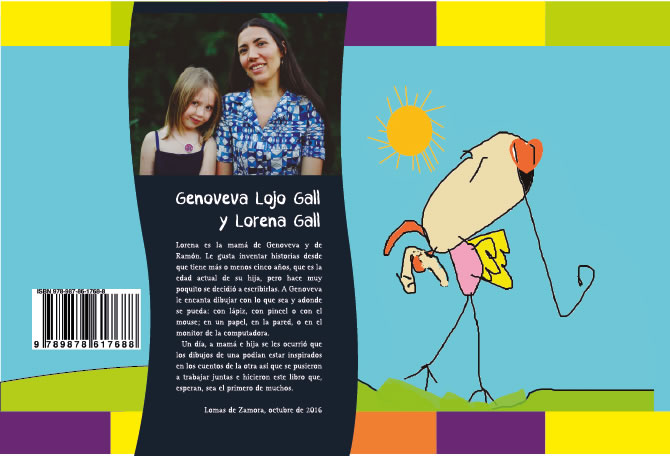 Genoveva Lojo Gall
y Lorena Gall
Lorena es la mamá de Genoveva y de
Ramón. Le gusta inventar historias desde
que tiene más o menos cinco años, que es la
edad actual de su hija, pero hace muy
poquito se decidió a escribirlas. A Genoveva
le encanta dibujar con lo que sea y adonde
se pueda: con lápiz, con pincel o con el
mouse; en un papel, en la pared, o en el
monitor de la computadora.
Un día, a mamá e hija se les ocurrió que
los dibujos de una podían estar inspirados
en los cuentos de la otra así que se pusieron
a trabajar juntas e hicieron este libro que,
esperan, sea el primero de muchos.
Lomas de Zamora, octubre de 2016
ISBN 978-987-86-1768-8
9 789878 617688